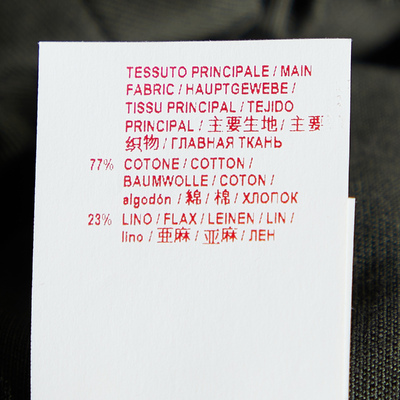 TESSUTO PRINCIPALE / MAIN
FABRIC / HAUPTGEWEBE /
TISSU PRINCIPAL / TEJIDO
PRINCIPAL / 主要生地 / 主要
织物 / ГЛАВНАЯ ТКАНЬ
77% COTONE / COTTON /
BAUMWOLLE / COTON /
algodón / 綿 / 棉 / ХЛОПОК
23% LINO / FLAX / LEINEN / LIN /
lino / 亜麻 / 亚麻 / ЛЕН